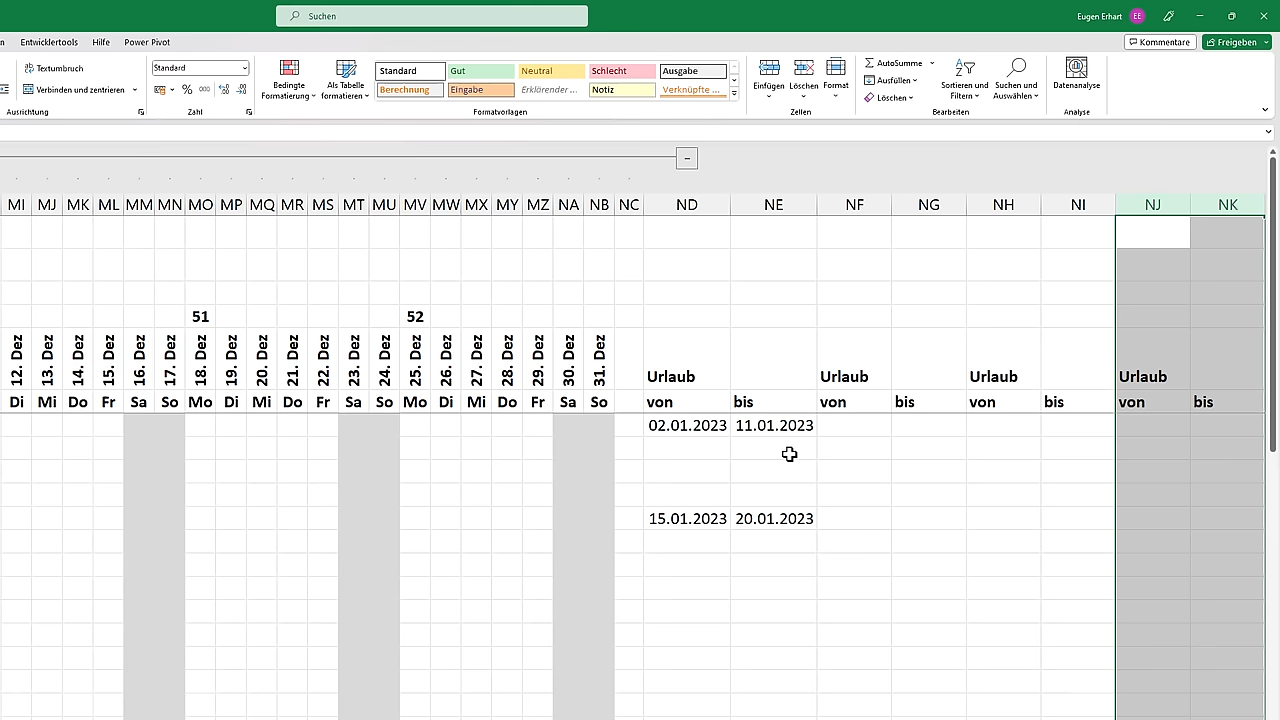 Suchen
Eugen Erhart EE
n Entwicklertools Hilfe Power Pivot
Kommentare Freigeben
Textumbruch
Verbinden und zentrieren
Ausrichtung
Standard
% 000
Zahl
Bedingte Formatierung
Als Tabelle formatieren
Standard Gut Neutral Schlecht Ausgabe
Berechnung Eingabe Erklärender ... Notiz Verknüpfte ...
Formatvorlagen
Einfügen Löschen Format
Zellen
AutoSumme
Ausfüllen
Löschen
Sortieren und Filtern
Suchen und Auswählen
Bearbeiten
Datenanalyse
Analyse
MI MJ MK ML MM MN MO MP MQ MR MS MT MU MV MW MX MY MZ NA NB NC ND NE NF NG NH NI NJ NK
51 52
12. Dez 13. Dez 14. Dez 15. Dez 16. Dez 17. Dez 18. Dez 19. Dez 20. Dez 21. Dez 22. Dez 23. Dez 24. Dez 25. Dez 26. Dez 27. Dez 28. Dez 29. Dez 30. Dez 31. Dez Urlaub Urlaub Urlaub Urlaub
Di Mi Do Fr Sa So Mo Di Mi Do Fr Sa So Mo Di Mi Do Fr Sa So von bis von bis von bis von bis
02.01.2023 11.01.2023
15.01.2023 20.01.2023